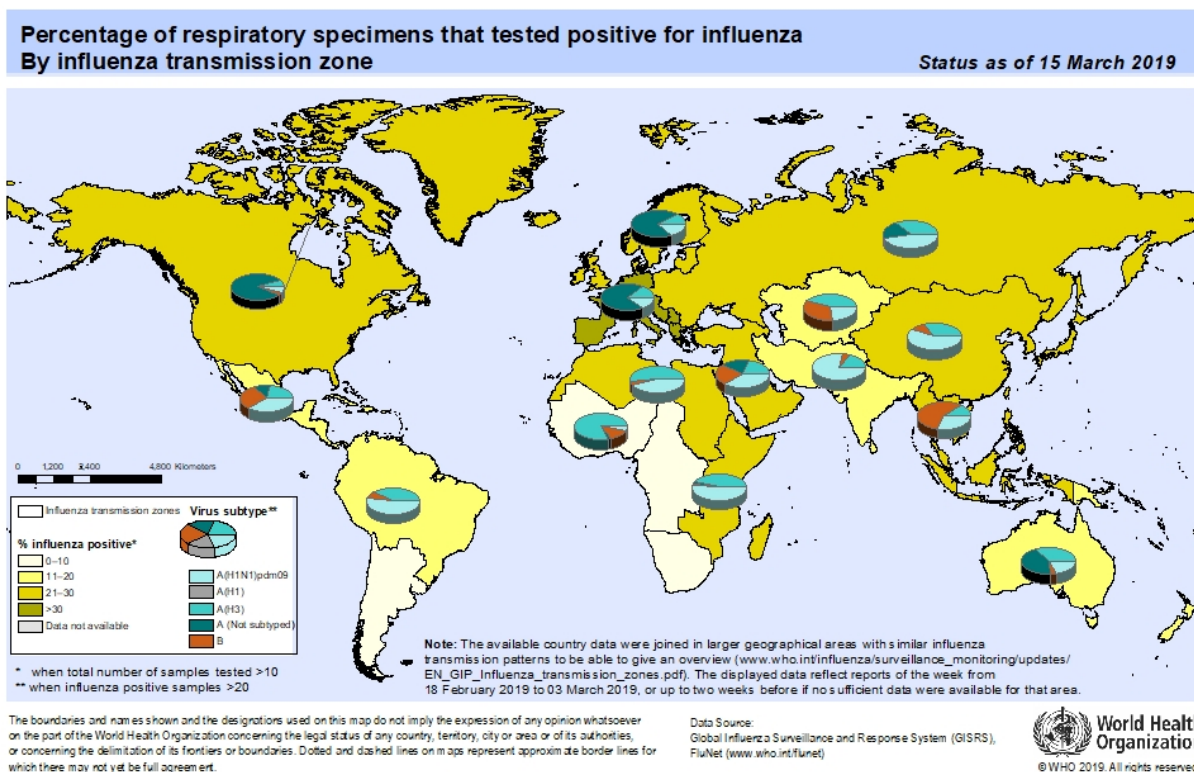 Percentage of respiratory specimens that tested positive for influenza
By influenza transmission zone
Status as of 15 March 2019
0 1,200 2,400 4,800 Kilometers
Influenza transmission zones
% influenza positive*
0-10
11-20
21-30
>30
Data not available
Virus subtype**
A(H1N1)pdm09
A(H1)
A(H3)
A (Not subtyped)
B
* when total number of samples tested >10
** when influenza positive samples >20
Note: The available country data were joined in larger geographical areas with similar influenza
transmission patterns to be able to give an overview (www.who.int/influenza/surveillance_monitoring/updates/
EN_GIP_Influenza_transmission_zones.pdf). The displayed data reflect reports of the week from
18 February 2019 to 03 March 2019, or up to two weeks before if no sufficient data were available for that area.
The boundaries and names shown and the designations used on this map do not imply the expression of any opinion whatsoever
on the part of the World Health Organization concerning the legal status of any country, territory, city or area or of its authorities,
or concerning the delimitation of its frontiers or boundaries. Dotted and dashed lines on maps represent approximate border lines for
which there may not yet be full agreement.
Data Source:
Global Influenza Surveillance and Response System (GISRS),
FluNet (www.who.int/flunet)
World Healt
Organizatio
© WHO 2019. All rights reserved